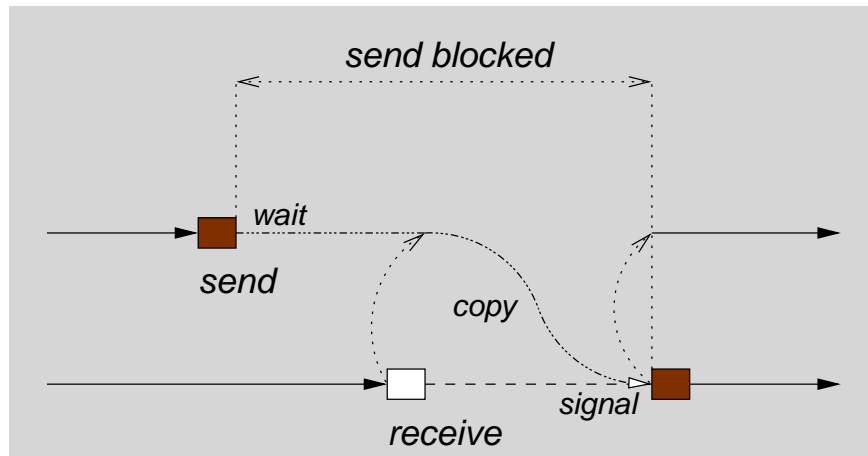 send blocked
wait
send
copy
signal
receive